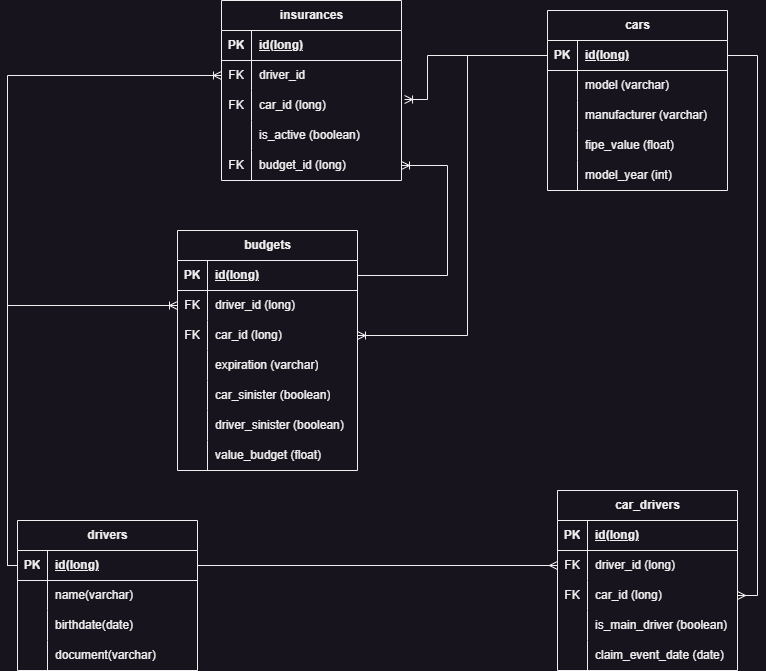 insurances
PK id(long)
FK driver_id
FK car_id (long)
is_active (boolean)
FK budget_id (long)
cars
PK id(long)
model (varchar)
manufacturer (varchar)
fipe_value (float)
model_year (int)
budgets
PK id(long)
FK driver_id (long)
FK car_id (long)
expiration (varchar)
car_sinister (boolean)
driver_sinister (boolean)
value_budget (float)
drivers
PK id(long)
name(varchar)
birthdate(date)
document(varchar)
car_drivers
PK id(long)
FK driver_id (long)
FK car_id (long)
is_main_driver (boolean)
claim_event_date (date)